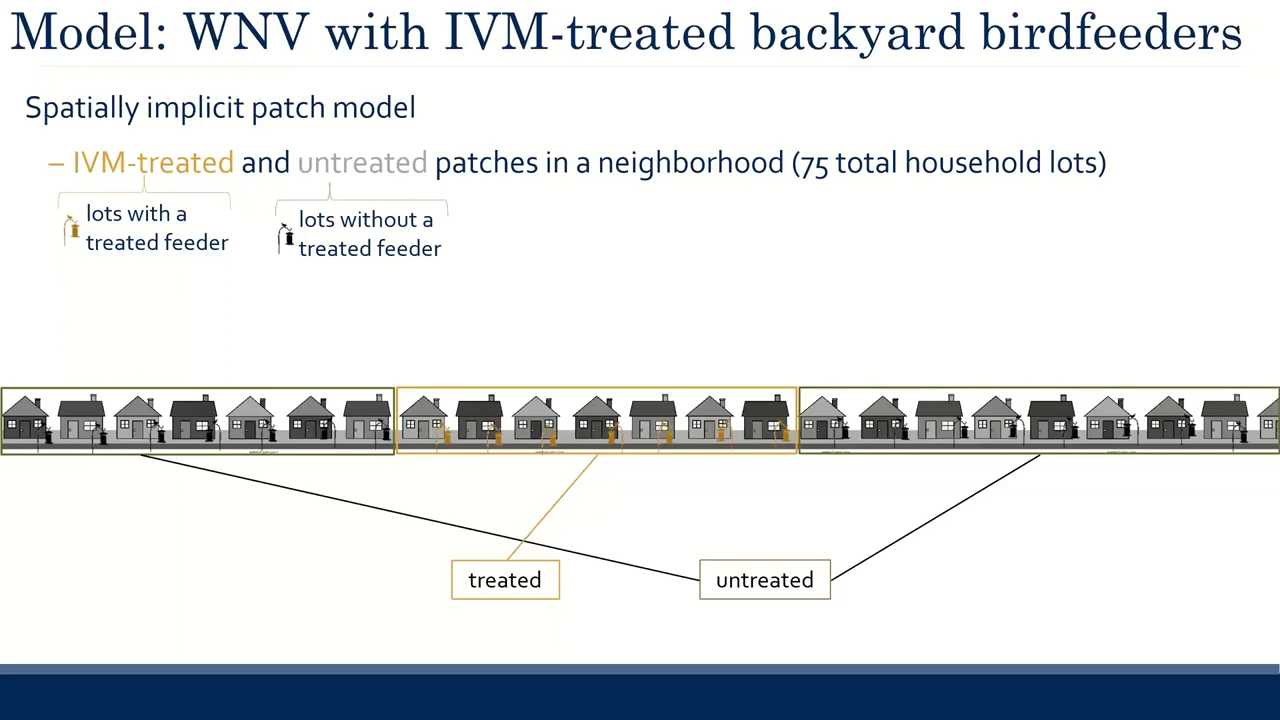 Model: WNV with IVM-treated backyard birdfeeders
Spatially implicit patch model
– IVM-treated and untreated patches in a neighborhood (75 total household lots)
lots with a
treated feeder
lots without a
treated feeder
treated
untreated